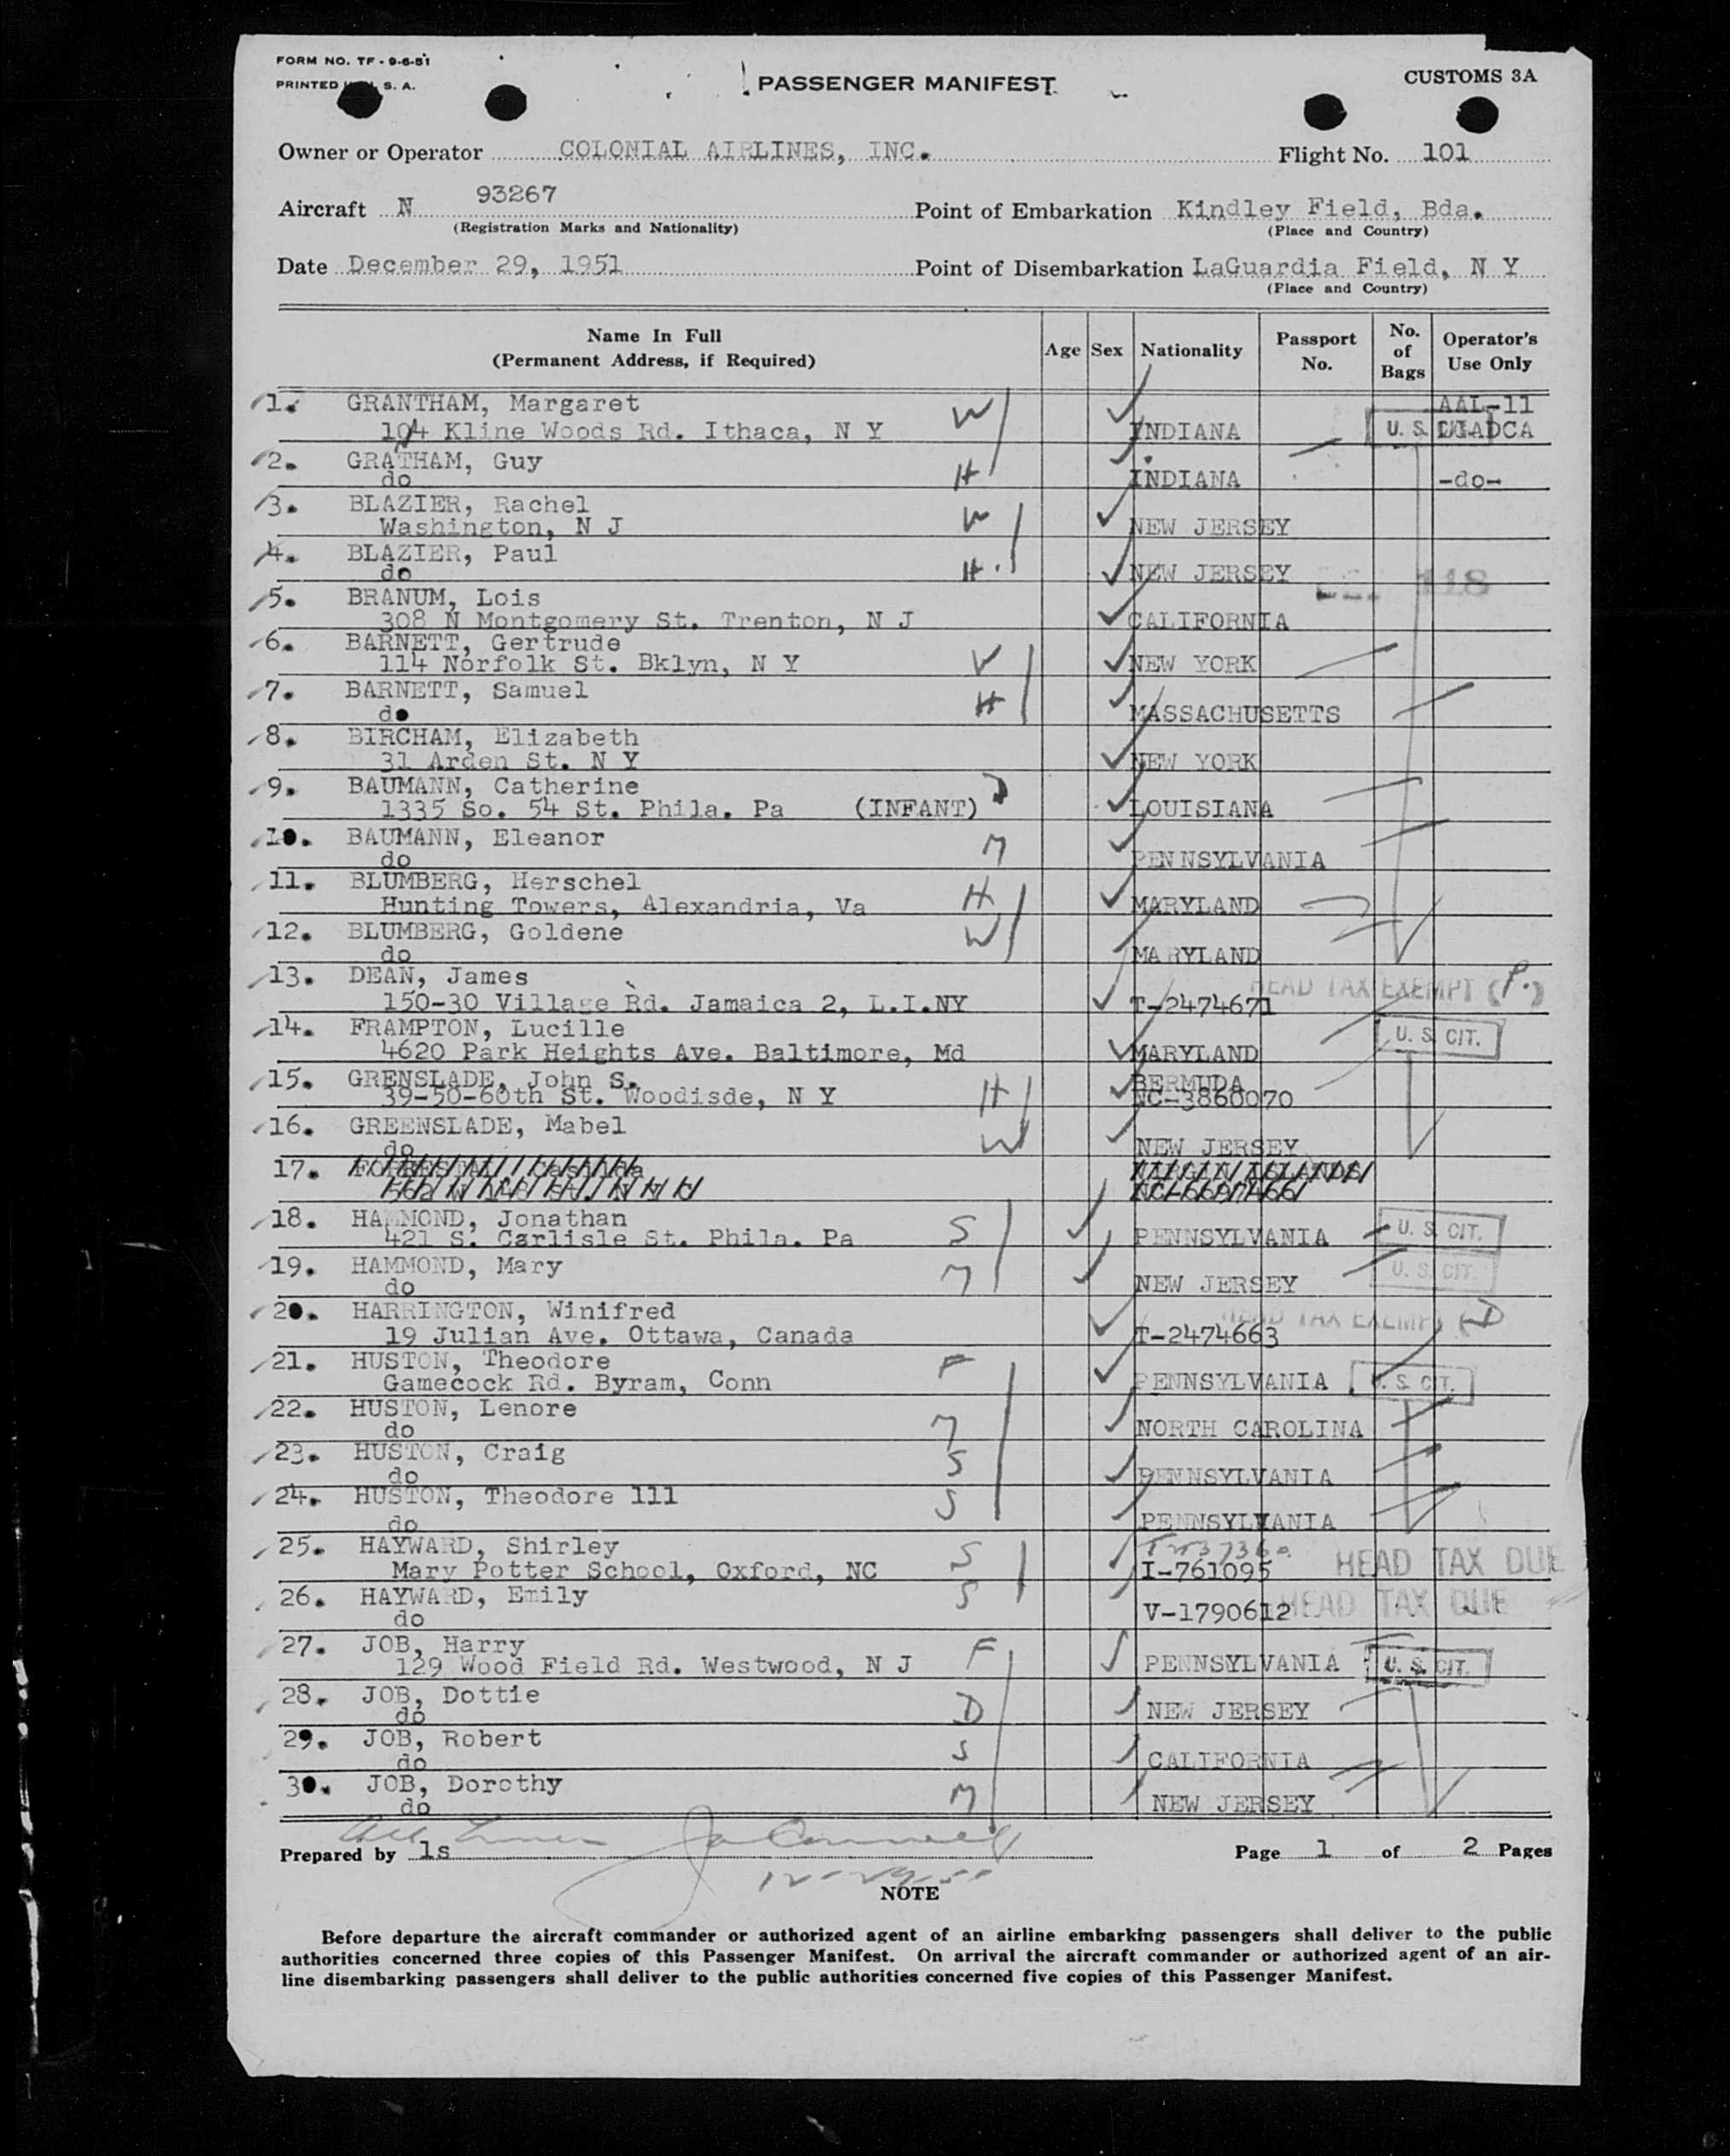 FORM NO. TF - 9-6-51
PRINTED S. A.
PASSENGER MANIFEST
CUSTOMS 3A
Owner or Operator COLONIAL AIRLINES, INC. Flight No. 101
Aircraft N 93267 Point of Embarkation Kindley Field, Bda.
(Registration Marks and Nationality) (Place and Country)
Date December 29, 1951 Point of Disembarkation LaGuardia Field, N Y
(Place and Country)
Name In Full (Permanent Address, if Required) Age Sex Nationality Passport No. No. of Bags Operator's Use Only
1. GRANTHAM, Margaret W AAL-11
104 Kline Woods Rd. Ithaca, N Y INDIANA U. S. DCA
2. GRATHAM, Guy H
do INDIANA -do-
3. BLAZIER, Rachel W
Washington, N J NEW JERSEY
4. BLAZIER, Paul H.
do NEW JERSEY 118
5. BRANUM, Lois
308 N Montgomery St. Trenton, N J CALIFORNIA
6. BARNETT, Gertrude
114 Norfolk St. Bklyn, N Y W NEW YORK
7. BARNETT, Samuel H
do MASSACHUSETTS
8. BIRCHAM, Elizabeth
31 Arden St. N Y NEW YORK
9. BAUMANN, Catherine D
1335 So. 54 St. Phila. Pa (INFANT) LOUISIANA
10. BAUMANN, Eleanor M
do PENNSYLVANIA
11. BLUMBERG, Herschel H
Hunting Towers, Alexandria, Va MARYLAND
12. BLUMBERG, Goldene W
do MARYLAND
13. DEAN, James HEAD TAX EXEMPT (P.)
150-30 Village Rd. Jamaica 2, L.I.NY T-2474671
14. FRAMPTON, Lucille U. S. CIT.
4620 Park Heights Ave. Baltimore, Md MARYLAND
15. GRENSLADE, John S. H BERMUDA
39-50-60th St. Woodisde, N Y NC-3860070
16. GREENSLADE, Mabel W
do NEW JERSEY
17.
18. HAMMOND, Jonathan S
421 S. Carlisle St. Phila. Pa PENNSYLVANIA U. S. CIT.
19. HAMMOND, Mary M U. S. CIT.
do NEW JERSEY
20. HARRINGTON, Winifred HEAD TAX EXEMPT (D
19 Julian Ave. Ottawa, Canada T-2474663
21. HUSTON, Theodore F
Gamecock Rd. Byram, Conn PENNSYLVANIA U. S. CIT.
22. HUSTON, Lenore M
do NORTH CAROLINA
23. HUSTON, Craig S
do PENNSYLVANIA
24. HUSTON, Theodore lll S
do PENNSYLVANIA
25. HAYWARD, Shirley S
Mary Potter School, Oxford, NC I-761095 HEAD TAX DUE
26. HAYWARD, Emily S
do V-1790612 HEAD TAX DUE
27. JOB, Harry F
129 Wood Field Rd. Westwood, N J PENNSYLVANIA U. S. CIT.
28. JOB, Dottie D
do NEW JERSEY
29. JOB, Robert S
do CALIFORNIA
30. JOB, Dorothy M
do NEW JERSEY
Prepared by ls Page 1 of 2 Pages
NOTE
Before departure the aircraft commander or authorized agent of an airline embarking passengers shall deliver to the public
authorities concerned three copies of this Passenger Manifest. On arrival the aircraft commander or authorized agent of an air-
line disembarking passengers shall deliver to the public authorities concerned five copies of this Passenger Manifest.